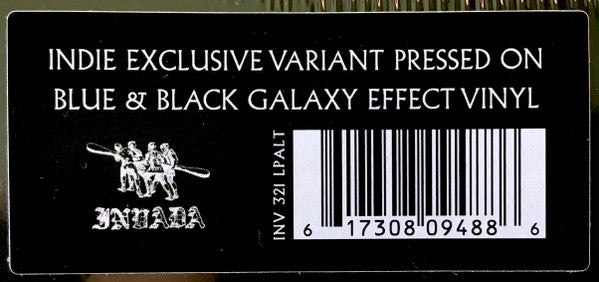 INDIE EXCLUSIVE VARIANT PRESSED ON
BLUE & BLACK GALAXY EFFECT VINYL
INVADA
INV 321 LPALT
6 17308 09488 6